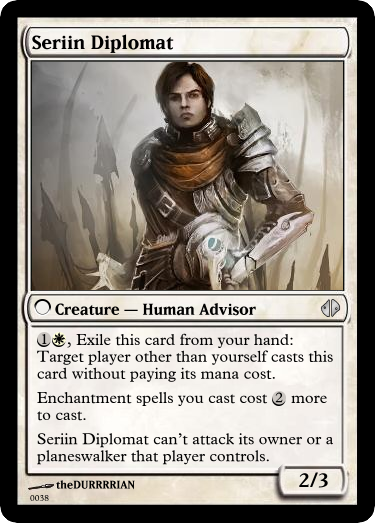 Seriin Diplomat
Creature — Human Advisor
1W, Exile this card from your hand:
Target player other than yourself casts this
card without paying its mana cost.
Enchantment spells you cast cost 2 more
to cast.
Seriin Diplomat can't attack its owner or a
planeswalker that player controls.
2/3
theDURRRRIAN
0038